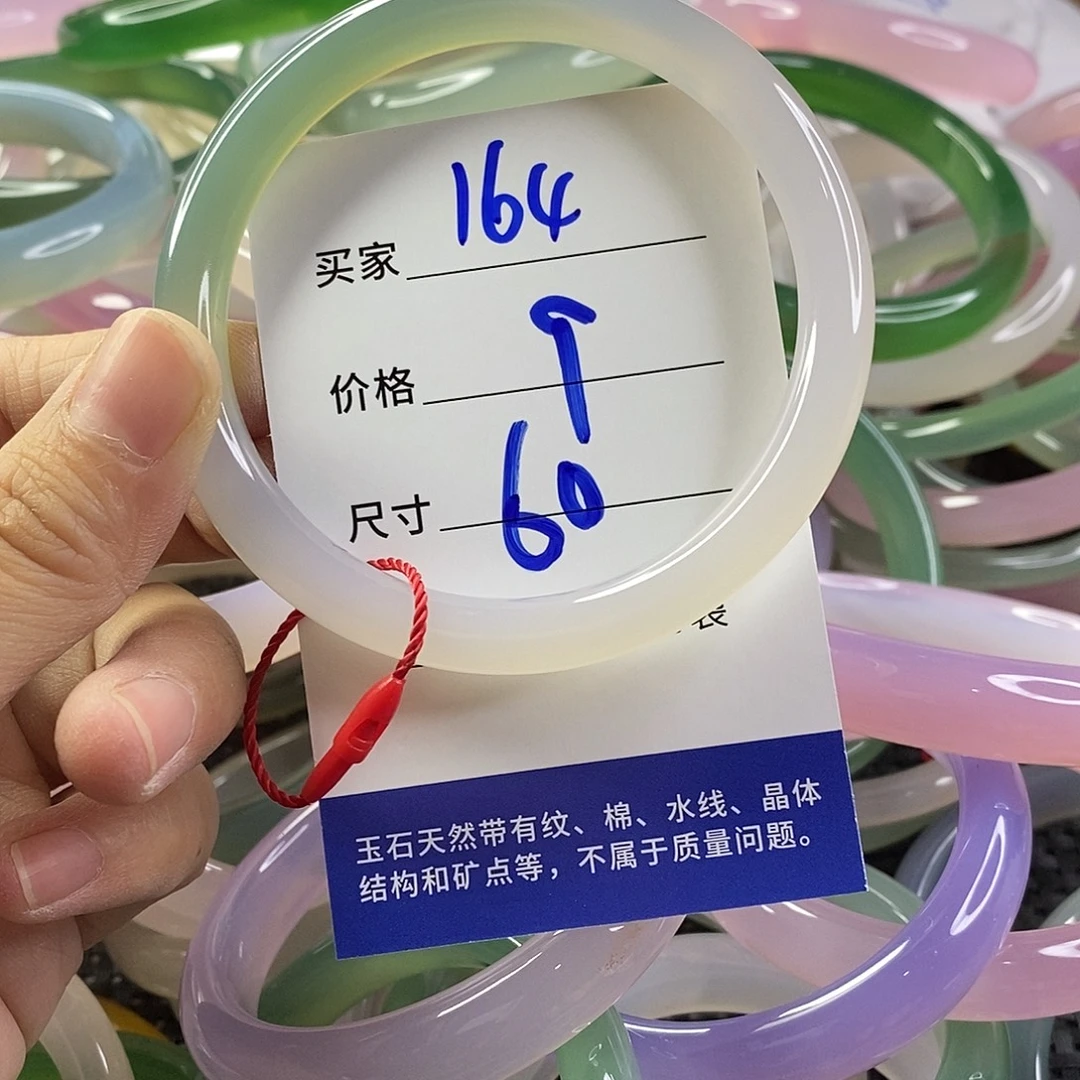 买家 164
价格 ↑
尺寸 60
表
玉石天然带有纹、棉、水线、晶体
结构和矿点等，不属于质量问题。